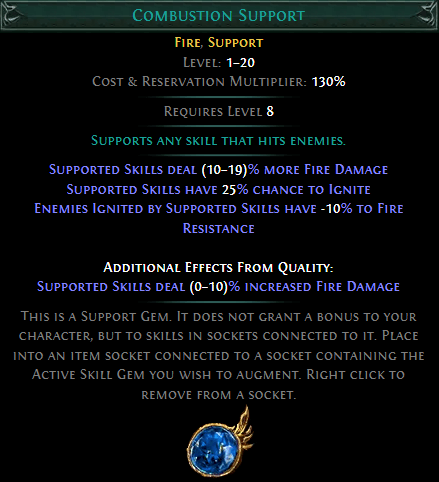 Combustion Support
Fire, Support
Level: 1–20
Cost & Reservation Multiplier: 130%
Requires Level 8
Supports any skill that hits enemies.
Supported Skills deal (10–19)% more Fire Damage
Supported Skills have 25% chance to Ignite
Enemies Ignited by Supported Skills have -10% to Fire
Resistance
Additional Effects From Quality:
Supported Skills deal (0–10)% increased Fire Damage
This is a Support Gem. It does not grant a bonus to your
character, but to skills in sockets connected to it. Place
into an item socket connected to a socket containing the
Active Skill Gem you wish to augment. Right click to
remove from a socket.